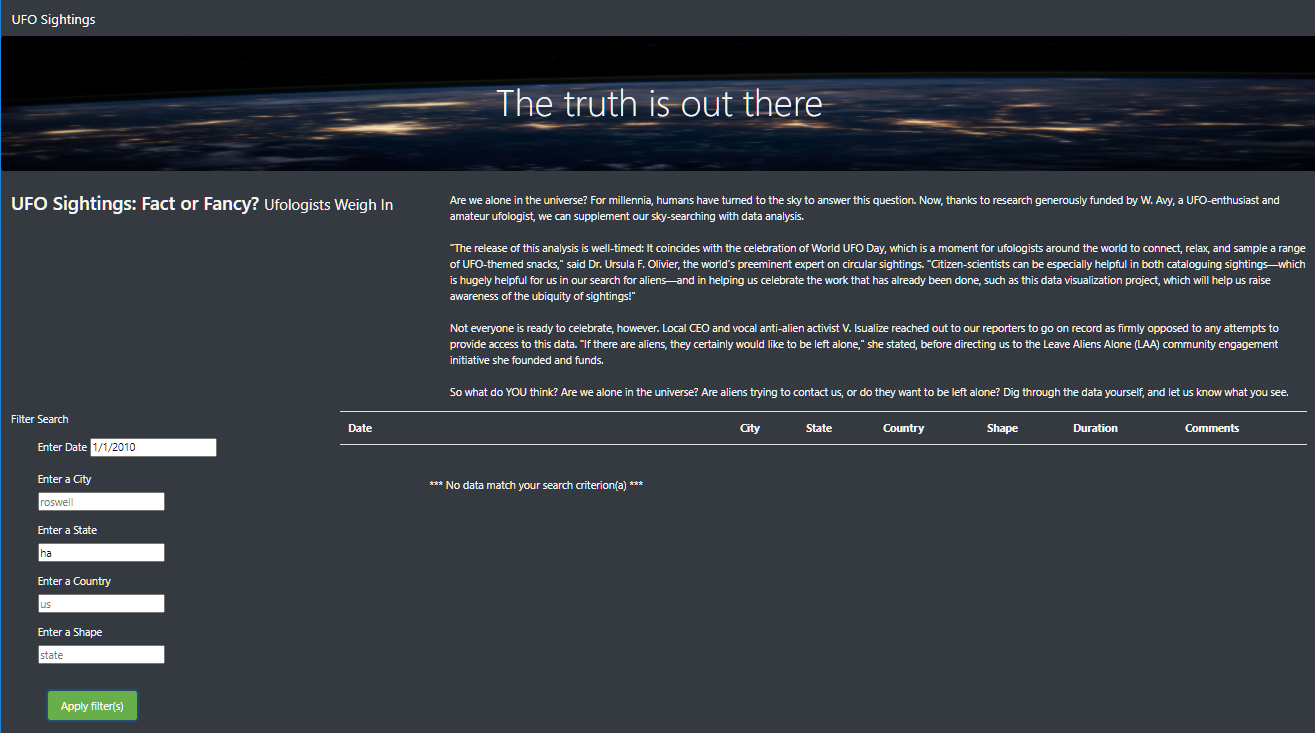 UFO Sightings
The truth is out there
UFO Sightings: Fact or Fancy? Ufologists Weigh In
Are we alone in the universe? For millennia, humans have turned to the sky to answer this question. Now, thanks to research generously funded by W. Avy, a UFO-enthusiast and
amateur ufologist, we can supplement our sky-searching with data analysis.
"The release of this analysis is well-timed: It coincides with the celebration of World UFO Day, which is a moment for ufologists around the world to connect, relax, and sample a range
of UFO-themed snacks," said Dr. Ursula F. Olivier, the world's preeminent expert on circular sightings. "Citizen-scientists can be especially helpful in both cataloguing sightings—which
is hugely helpful for us in our search for aliens—and in helping us celebrate the work that has already been done, such as this data visualization project, which will help us raise
awareness of the ubiquity of sightings!"
Not everyone is ready to celebrate, however. Local CEO and vocal anti-alien activist V. Isualize reached out to our reporters to go on record as firmly opposed to any attempts to
provide access to this data. "If there are aliens, they certainly would like to be left alone," she stated, before directing us to the Leave Aliens Alone (LAA) community engagement
initiative she founded and funds.
So what do YOU think? Are we alone in the universe? Are aliens trying to contact us, or do they want to be left alone? Dig through the data yourself, and let us know what you see.
Filter Search
Enter Date 1/1/2010
Enter a City
roswell
Enter a State
ha
Enter a Country
us
Enter a Shape
state
Apply filter(s)
Date City State Country Shape Duration Comments
*** No data match your search criterion(a) ***